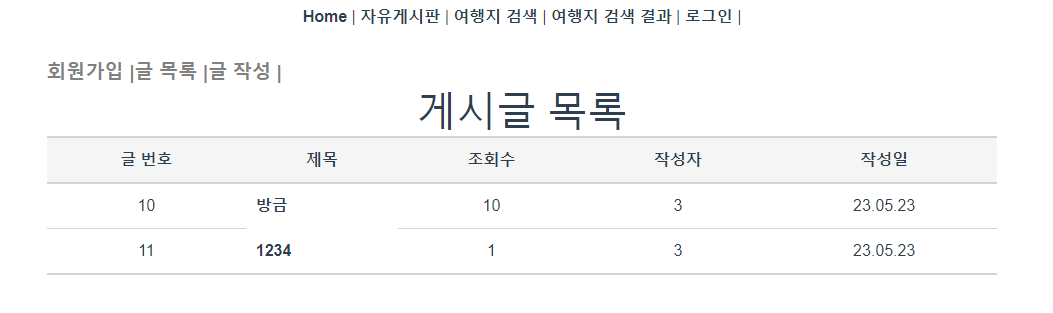 Home | 자유게시판 | 여행지 검색 | 여행지 검색 결과 | 로그인 |
회원가입 |글 목록 |글 작성 |
게시글 목록
글 번호 제목 조회수 작성자 작성일
10 방금 10 3 23.05.23
11 1234 1 3 23.05.23